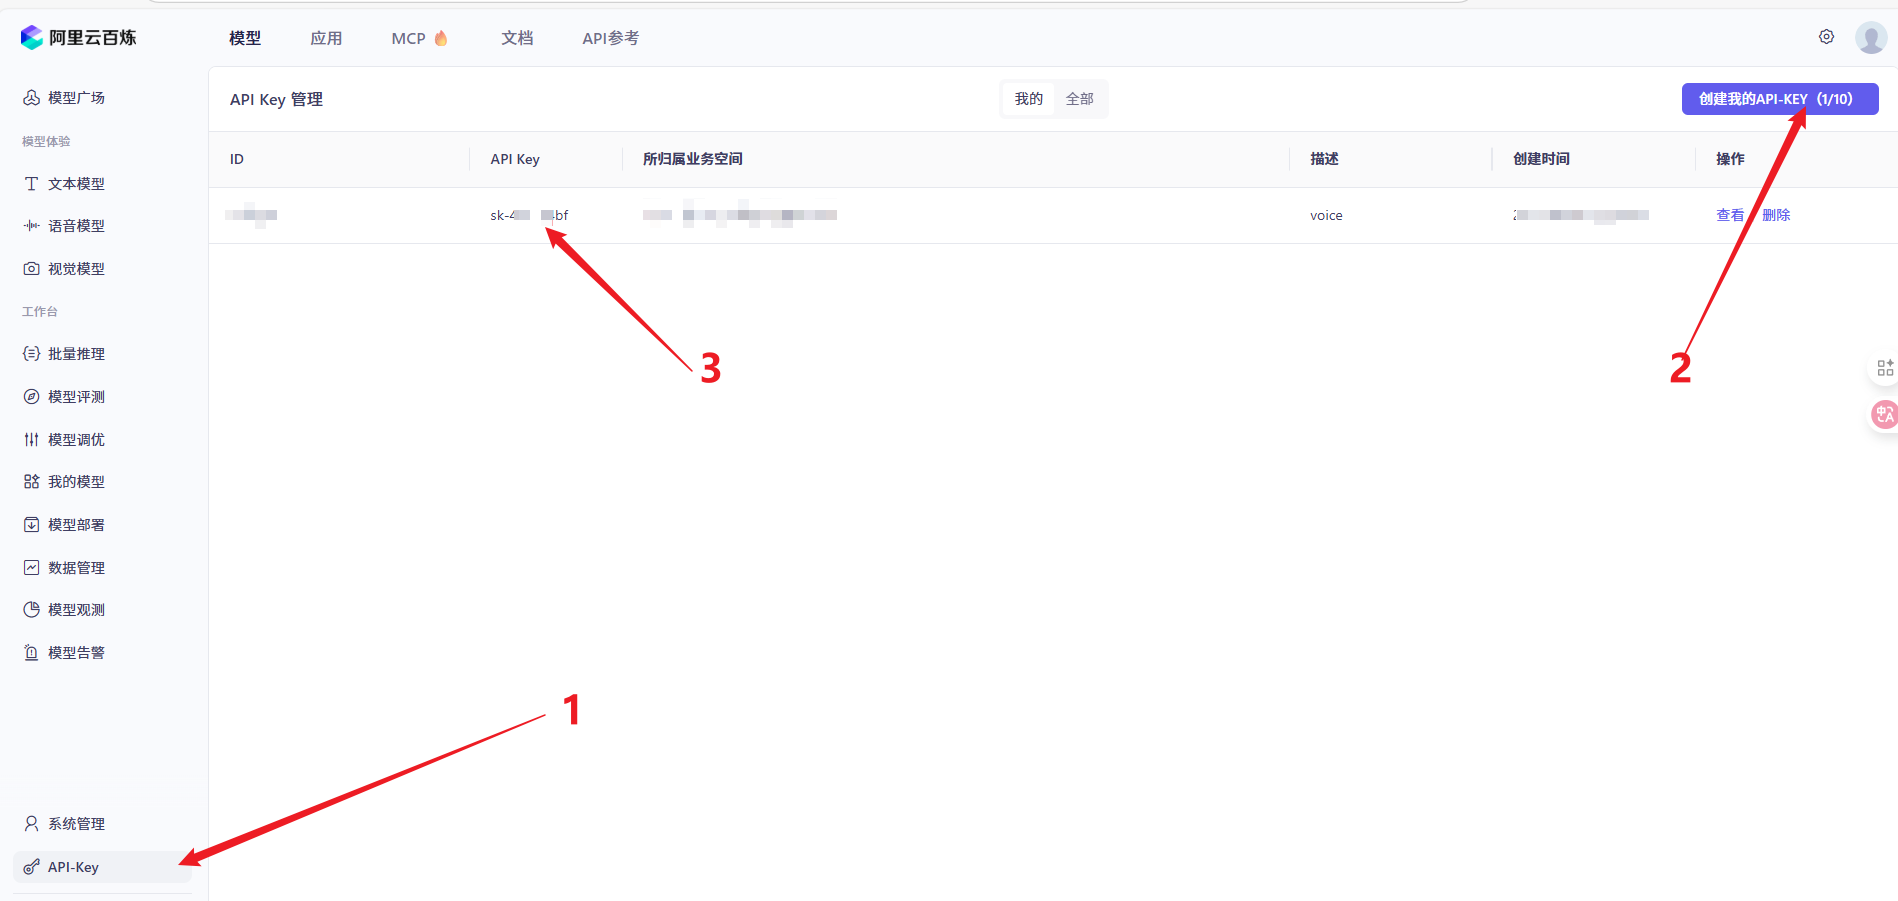 阿里云百炼
模型 应用 MCP 文档 API参考
模型广场
模型体验
文本模型
语音模型
视觉模型
工作台
批量推理
模型评测
模型调优
我的模型
模型部署
数据管理
模型观测
模型告警
系统管理
API-Key
API Key 管理
我的 全部
创建我的API-KEY（1/10）
ID API Key 所归属业务空间 描述 创建时间 操作
sk-4 bf voice 查看 删除
3
2
1